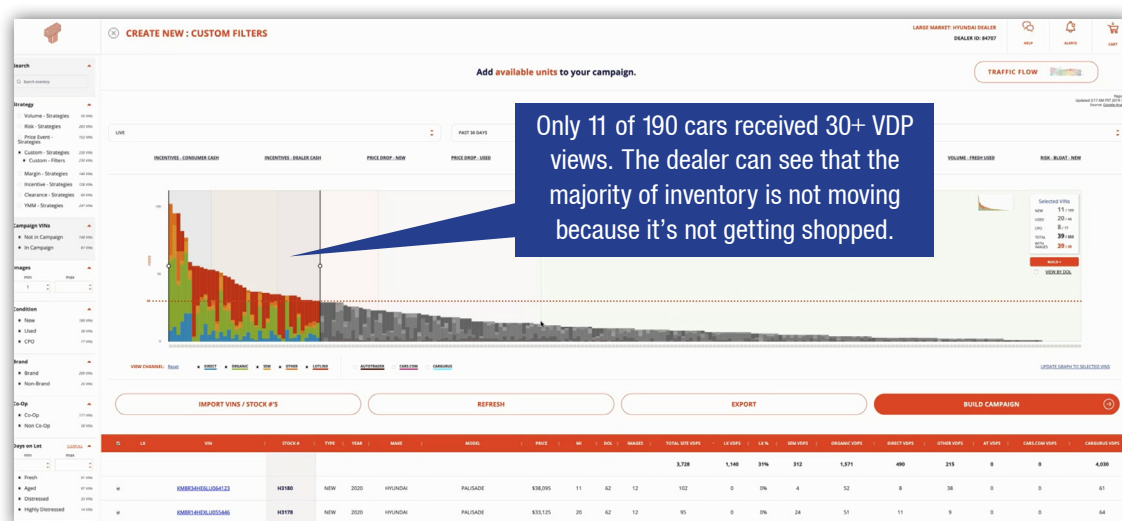 CREATE NEW : CUSTOM FILTERS
LARGE MARKET: HYUNDAI DEALER
DEALER ID: 84707
HELP
ALERTS
CART
Search
Search inventory
Add available units to your campaign.
TRAFFIC FLOW
Strategy
Volume - Strategies
Risk - Strategies
Price Event - Strategies
Custom - Strategies
Custom - Filters
Margin - Strategies
Incentive - Strategies
Clearance - Strategies
YMM - Strategies
LIVE
PAST 30 DAYS
Only 11 of 190 cars received 30+ VDP
views. The dealer can see that the
majority of inventory is not moving
because it's not getting shopped.
INCENTIVES - CONSUMER CASH
INCENTIVES - DEALER CASH
PRICE DROP - NEW
PRICE DROP - USED
VOLUME - FRESH USED
RISK - BLOAT - NEW
Campaign VINs
Not in Campaign
In Campaign
Images
min max
1
Condition
New
Used
CPO
Brand
Brand
Non-Brand
Co-Op
Co-Op
Non Co-Op
Days on Lot
min max
Fresh
Aged
Distressed
Highly Distressed
Selected VINs
NEW 11
USED 20
CPO 8
TOTAL 39
WITH IMAGES 39
BUILD
VIEW BY DOL
VIEW CHANNEL: Reset DIRECT ORGANIC SEM OTHER LOTLINX AUTOTRADER CARS.COM CARGURUS
UPDATE GRAPH TO SELECTED VINS
IMPORT VINS / STOCK #'S
REFRESH
EXPORT
BUILD CAMPAIGN
LX VIN STOCK # TYPE YEAR MAKE MODEL PRICE MI DOL IMAGES TOTAL SITE VDPS LX VDPS LX % SEM VDPS ORGANIC VDPS DIRECT VDPS OTHER VDPS AT VDPS CARS.COM VDPS CARGURUS VDPS
3,728 1,140 31% 312 1,571 490 215 0 0 4,030
KM8R34HE6LU064123 H3180 NEW 2020 HYUNDAI PALISADE $38,095 11 62 12 102 0 0% 4 52 8 38 0 0 61
KM8R14HEXLU055446 H3178 NEW 2020 HYUNDAI PALISADE $33,125 20 62 12 95 0 0% 24 51 11 9 0 0 64